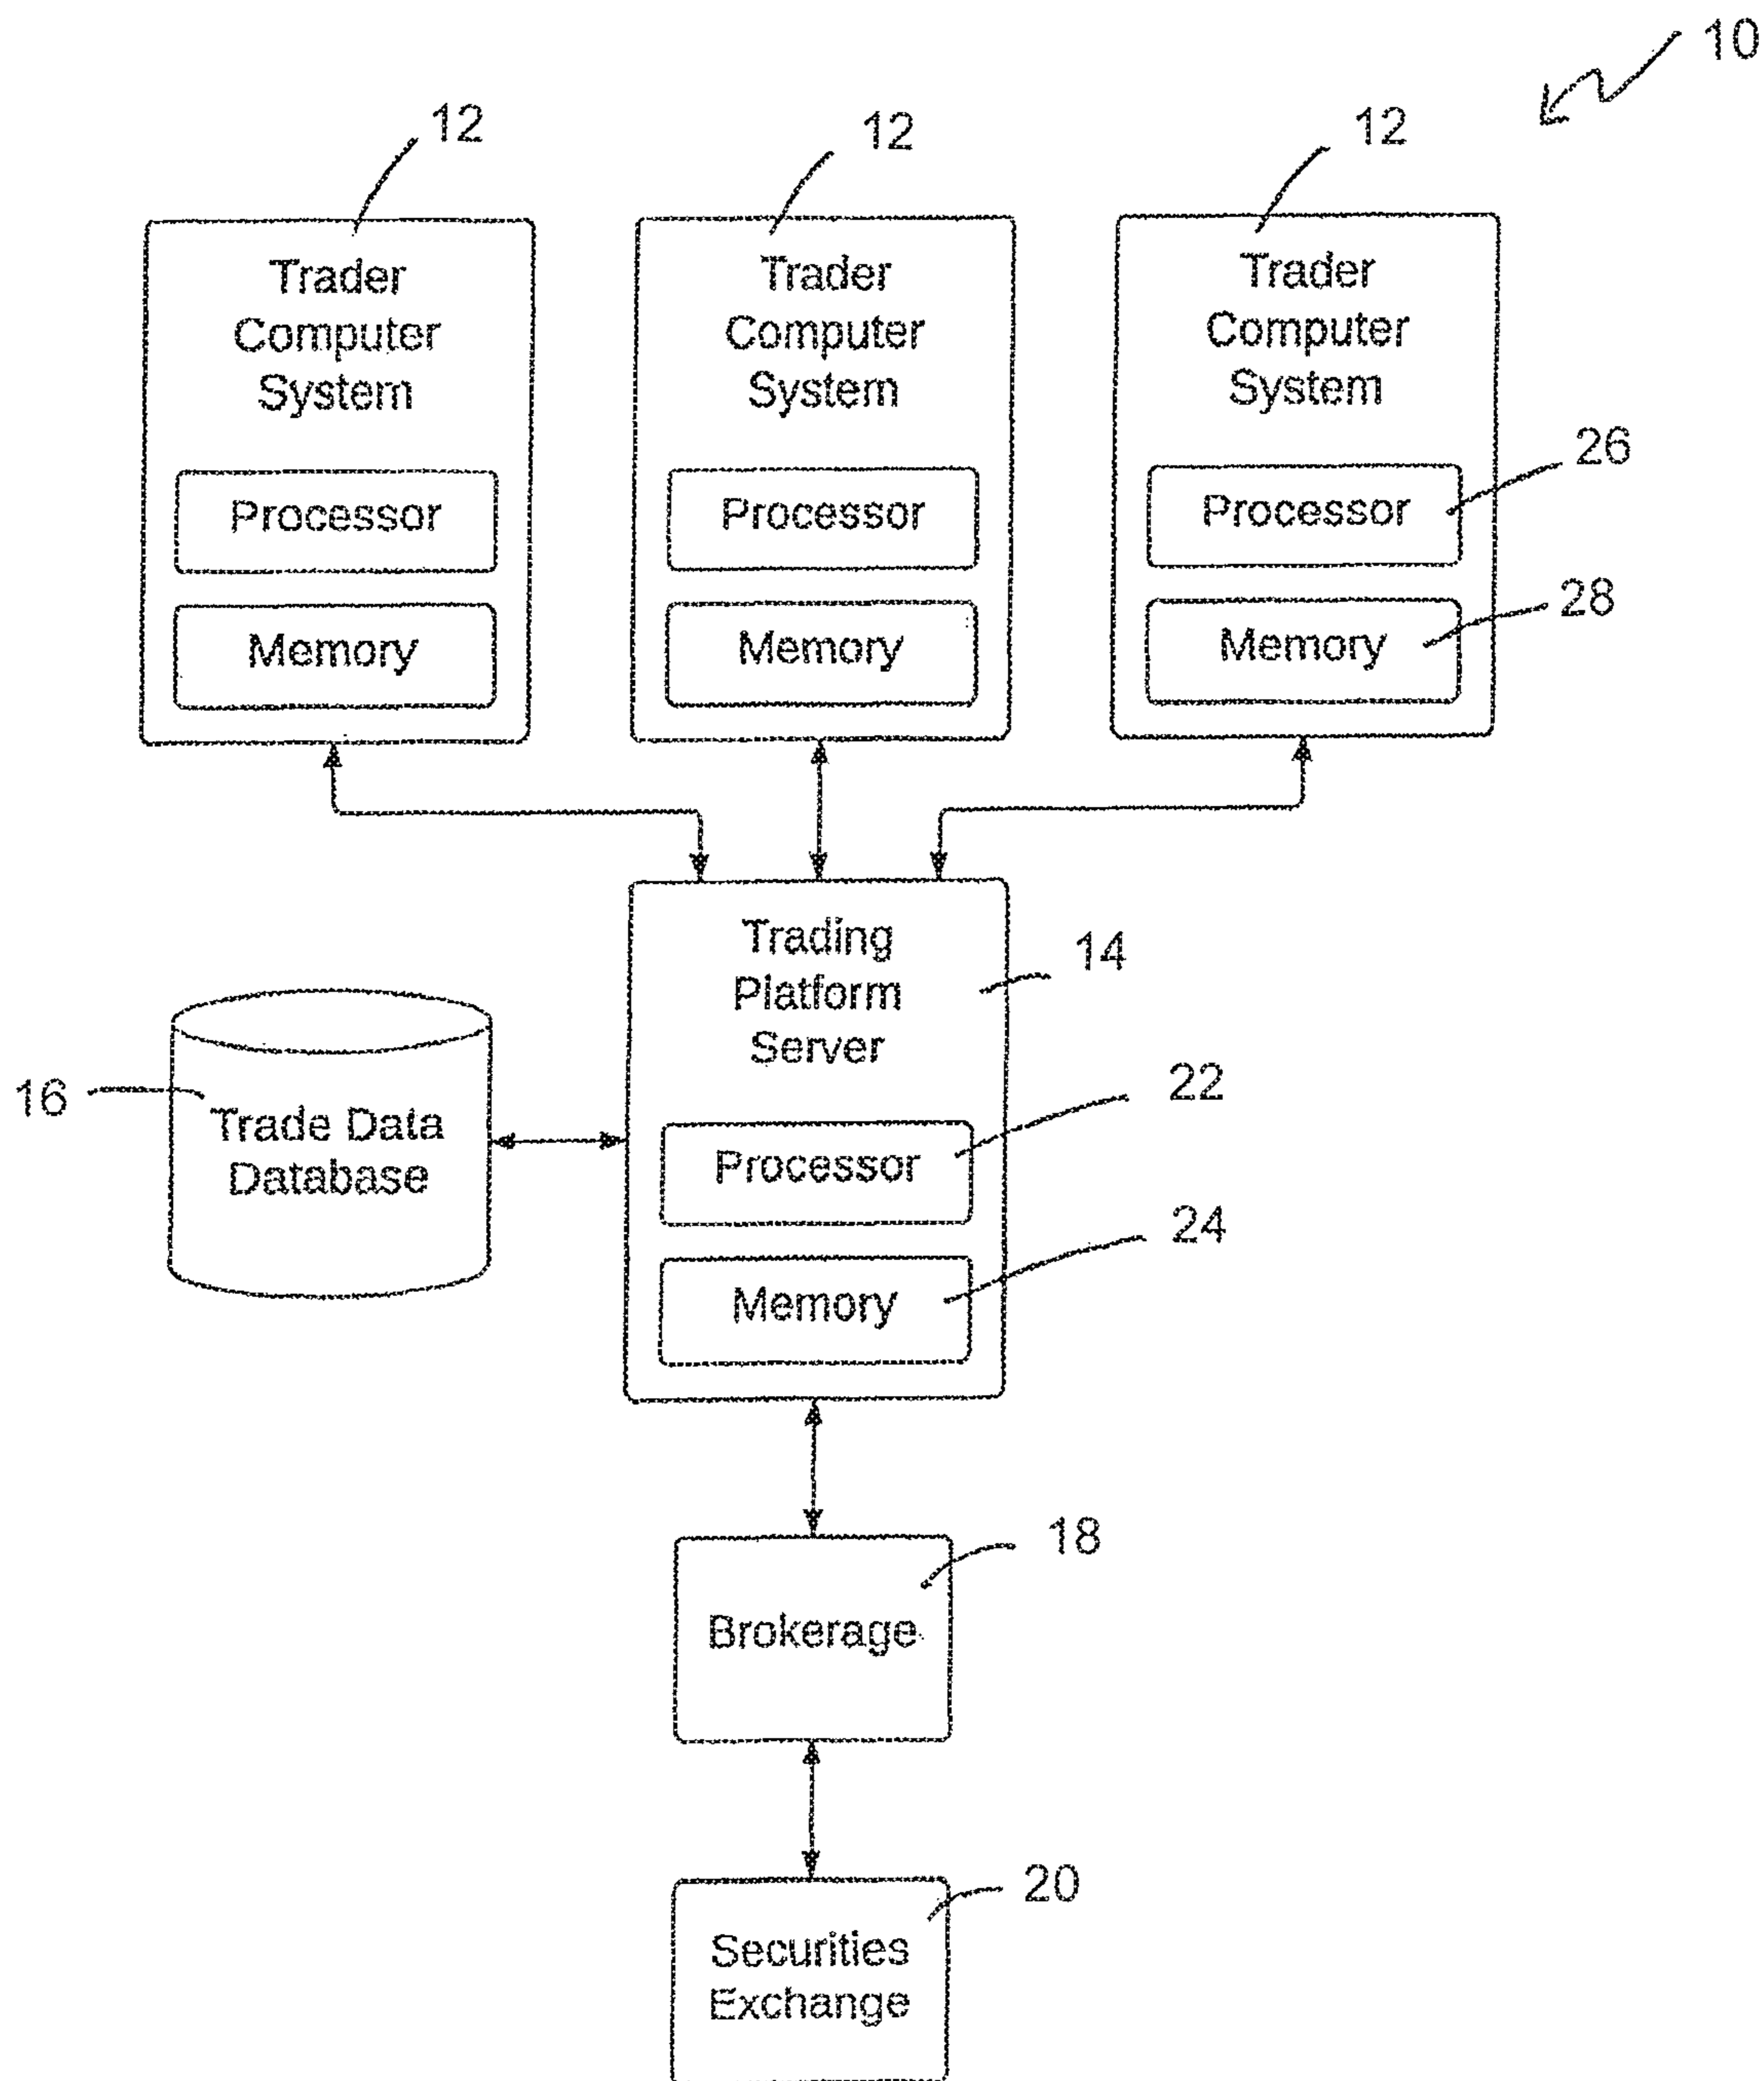 10
12
12
12
Trader
Computer
System
Trader
Computer
System
Trader
Computer
System
Processor
Processor
Processor
26
Memory
Memory
Memory
28
Trading
Platform
Server
14
16
Trade Data
Database
Processor
22
Memory
24
Brokerage
18
Securities
Exchange
20